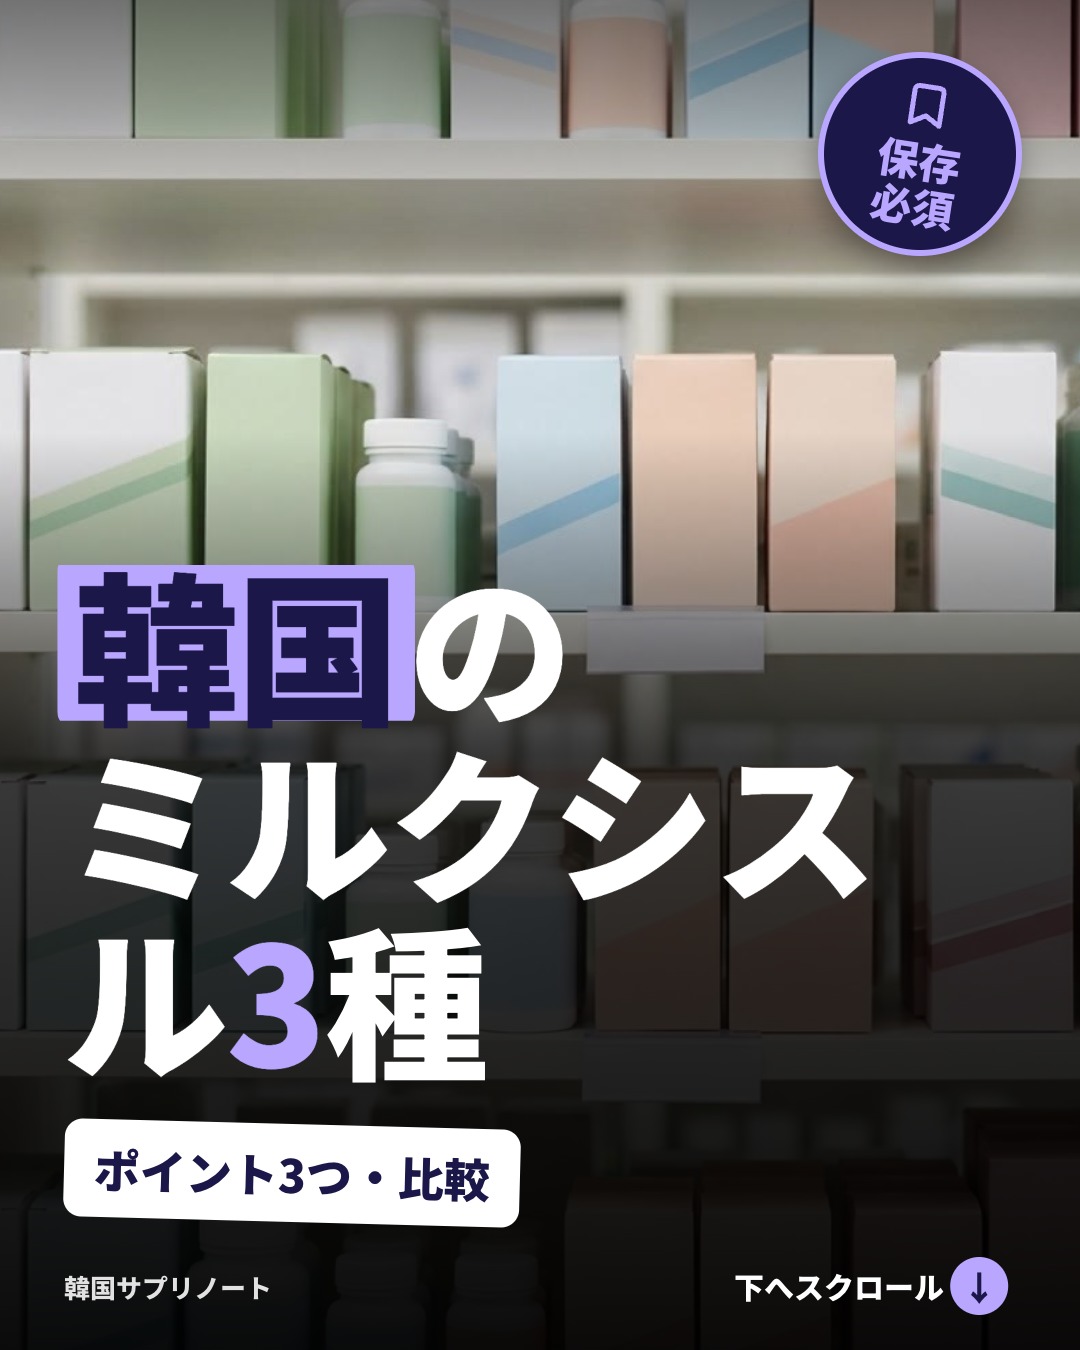 保存
必須
韓国の
ミルクシス
ル3種
ポイント3つ・比較
韓国サプリノート
下へスクロール↓